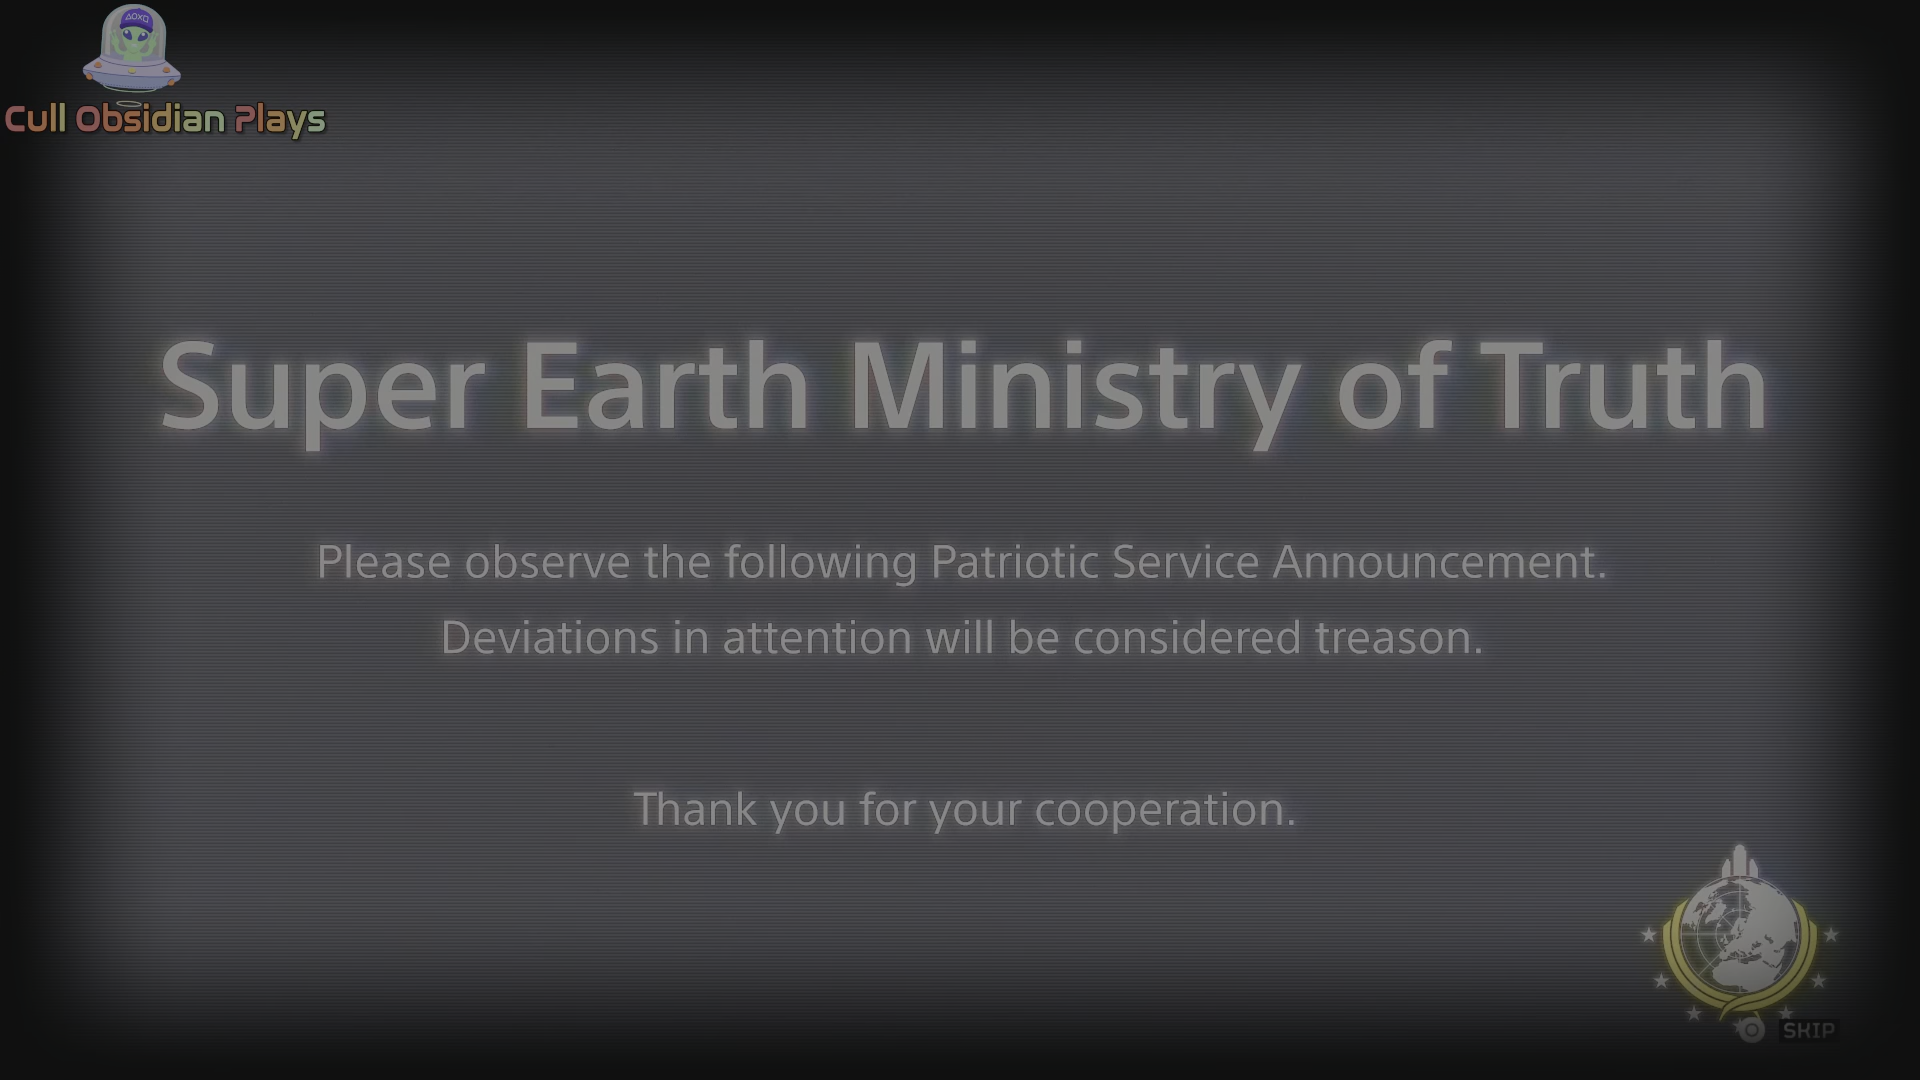 Cull Obsidian Plays
Super Earth Ministry of Truth
Please observe the following Patriotic Service Announcement.
Deviations in attention will be considered treason.
Thank you for your cooperation.
SKIP